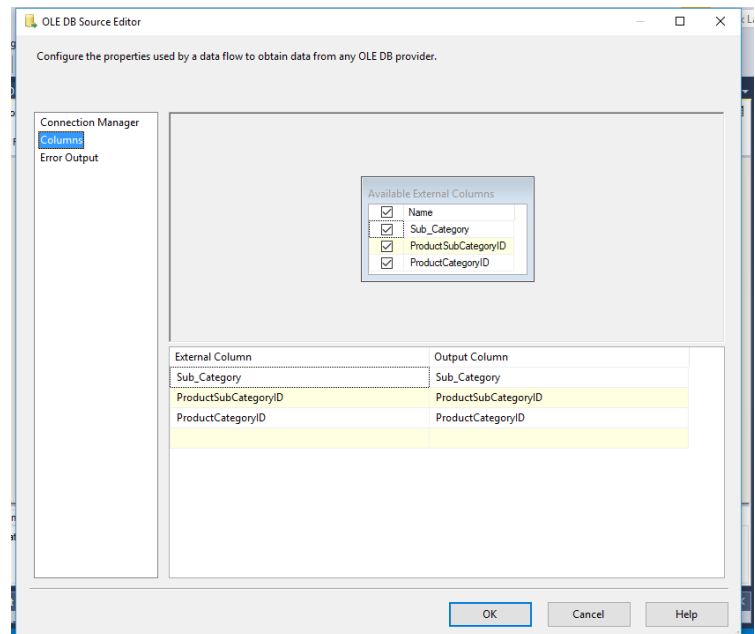 OLE DB Source Editor
Configure the properties used by a data flow to obtain data from any OLE DB provider.
Connection Manager
Columns
Error Output
Available External Columns
Name
Sub_Category
ProductSubCategoryID
ProductCategoryID
External Column Output Column
Sub_Category Sub_Category
ProductSubCategoryID ProductSubCategoryID
ProductCategoryID ProductCategoryID
OK Cancel Help